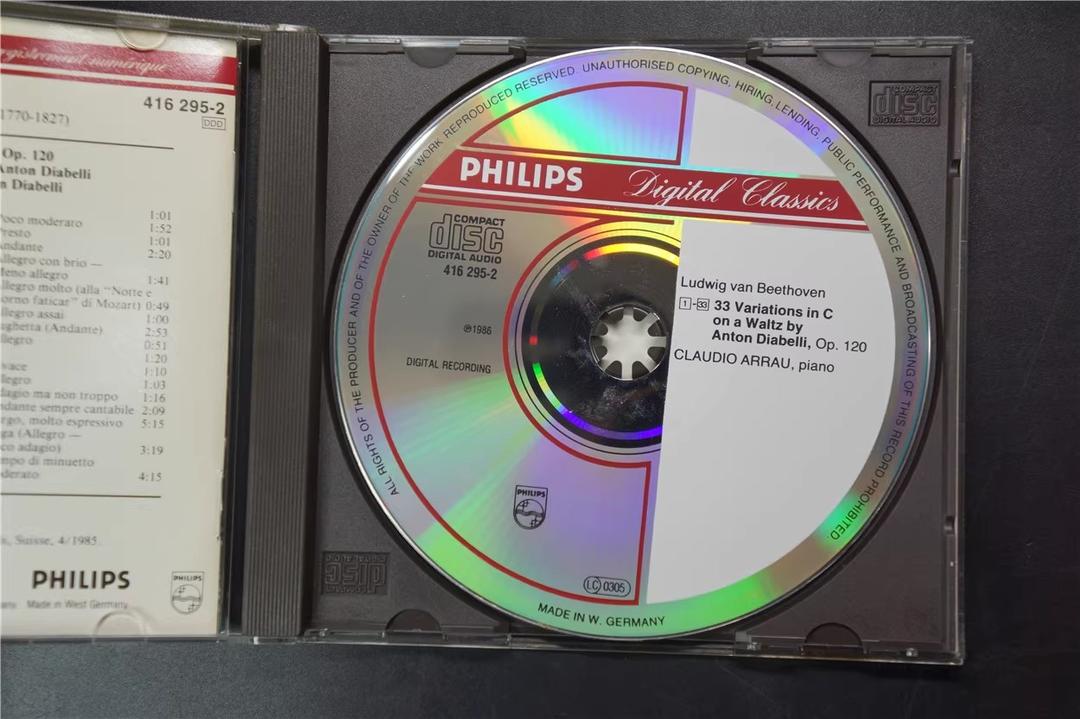 enregistrement numérique
416 295-2
DDD
1770-1827)
Op. 120
Anton Diabelli
n Diabelli
Poco moderato 1:01
Presto 1:52
Andante 1:01
Allegro con brio — 2:20
Meno allegro
Allegro molto (alla "Notte e 1:41
giorno faticar" di Mozart) 0:49
Allegro assai 1:00
Fughetta (Andante) 2:53
Allegro 0:51
1:20
Vivace 1:10
Allegro 1:03
Adagio ma non troppo 1:16
Andante sempre cantabile 2:09
Largo, molto espressivo 5:15
Fuga (Allegro —
Poco adagio) 3:19
Tempo di minuetto
moderato 4:15
Suisse, 4/1985.
PHILIPS
PHILIPS
Made in West Germany
ALL RIGHTS OF THE PRODUCER AND OF THE OWNER OF THE WORK REPRODUCED RESERVED. UNAUTHORISED COPYING, HIRING, LENDING, PUBLIC PERFORMANCE AND BROADCASTING OF THIS RECORD PROHIBITED.
PHILIPS Digital Classics
COMPACT
disc
DIGITAL AUDIO
416 295-2
℗1986
DIGITAL RECORDING
Ludwig van Beethoven
1-33 33 Variations in C
on a Waltz by
Anton Diabelli, Op. 120
CLAUDIO ARRAU, piano
PHILIPS
LC 0305
MADE IN W. GERMANY
COMPACT
disc
DIGITAL AUDIO
COMPACT
disc
DIGITAL AUDIO